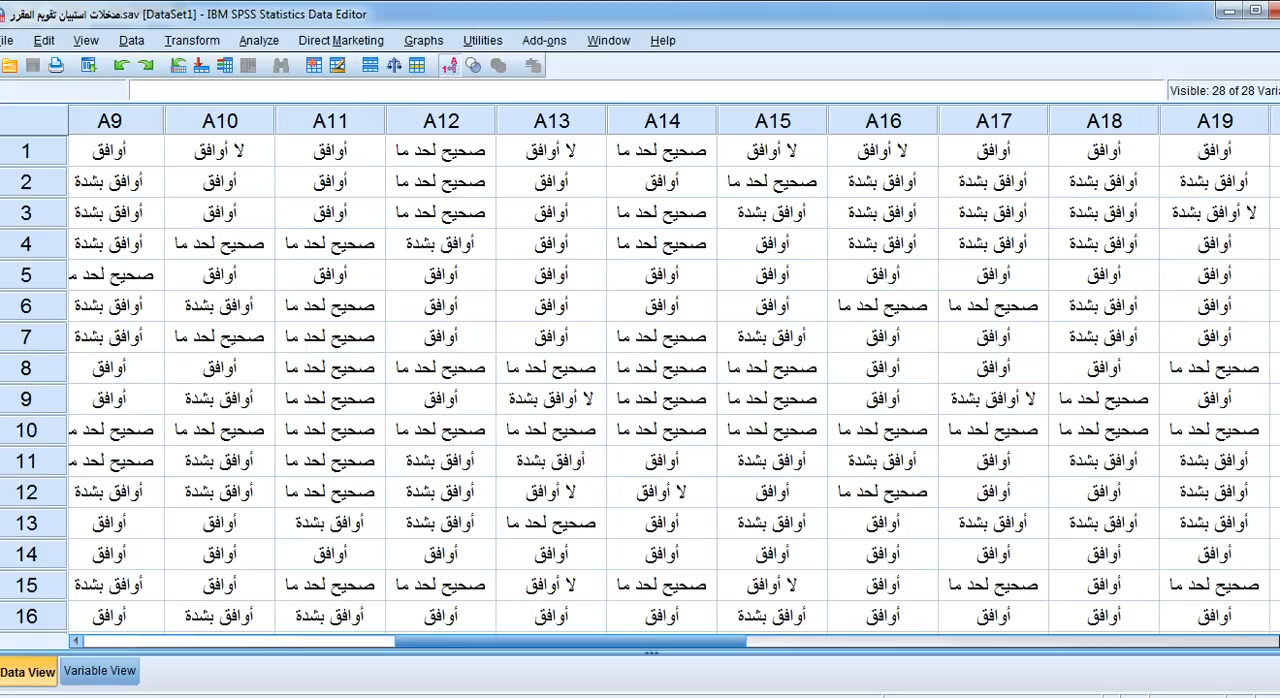 مدخلات استبيان تقويم المقرر.sav [DataSet1] - IBM SPSS Statistics Data Editor
ile Edit View Data Transform Analyze Direct Marketing Graphs Utilities Add-ons Window Help
Visible: 28 of 28 Varia
A9 A10 A11 A12 A13 A14 A15 A16 A17 A18 A19
1 أوافق لا أوافق أوافق صحيح لحد ما لا أوافق صحيح لحد ما لا أوافق لا أوافق أوافق أوافق أوافق
2 أوافق بشدة أوافق أوافق صحيح لحد ما أوافق أوافق صحيح لحد ما أوافق بشدة أوافق بشدة أوافق بشدة أوافق بشدة
3 أوافق بشدة أوافق أوافق صحيح لحد ما أوافق صحيح لحد ما أوافق بشدة أوافق بشدة أوافق بشدة أوافق بشدة لا أوافق بشدة
4 أوافق بشدة صحيح لحد ما صحيح لحد ما أوافق بشدة أوافق صحيح لحد ما أوافق أوافق بشدة أوافق بشدة أوافق بشدة أوافق
5 صحيح لحد م أوافق أوافق أوافق أوافق أوافق أوافق أوافق أوافق أوافق أوافق
6 أوافق بشدة أوافق بشدة صحيح لحد ما أوافق أوافق أوافق أوافق صحيح لحد ما صحيح لحد ما أوافق بشدة أوافق
7 أوافق بشدة صحيح لحد ما صحيح لحد ما أوافق أوافق صحيح لحد ما أوافق بشدة أوافق أوافق أوافق بشدة أوافق
8 أوافق أوافق صحيح لحد ما صحيح لحد ما صحيح لحد ما صحيح لحد ما صحيح لحد ما أوافق أوافق أوافق صحيح لحد ما
9 أوافق أوافق بشدة صحيح لحد ما أوافق لا أوافق بشدة صحيح لحد ما صحيح لحد ما أوافق لا أوافق بشدة صحيح لحد ما أوافق
10 صحيح لحد م صحيح لحد ما صحيح لحد ما صحيح لحد ما صحيح لحد ما صحيح لحد ما صحيح لحد ما صحيح لحد ما صحيح لحد ما صحيح لحد ما صحيح لحد ما
11 صحيح لحد م أوافق بشدة صحيح لحد ما أوافق بشدة أوافق بشدة أوافق أوافق بشدة أوافق بشدة أوافق أوافق بشدة أوافق بشدة
12 أوافق بشدة أوافق بشدة صحيح لحد ما أوافق بشدة لا أوافق لا أوافق أوافق صحيح لحد ما أوافق أوافق أوافق بشدة
13 أوافق أوافق أوافق بشدة أوافق بشدة صحيح لحد ما أوافق أوافق بشدة أوافق أوافق بشدة أوافق بشدة أوافق بشدة
14 أوافق أوافق أوافق أوافق أوافق أوافق أوافق أوافق أوافق أوافق أوافق
15 أوافق بشدة أوافق صحيح لحد ما صحيح لحد ما لا أوافق صحيح لحد ما لا أوافق أوافق صحيح لحد ما أوافق صحيح لحد ما
16 أوافق أوافق بشدة أوافق بشدة أوافق أوافق أوافق أوافق بشدة أوافق أوافق أوافق أوافق
Data View Variable View